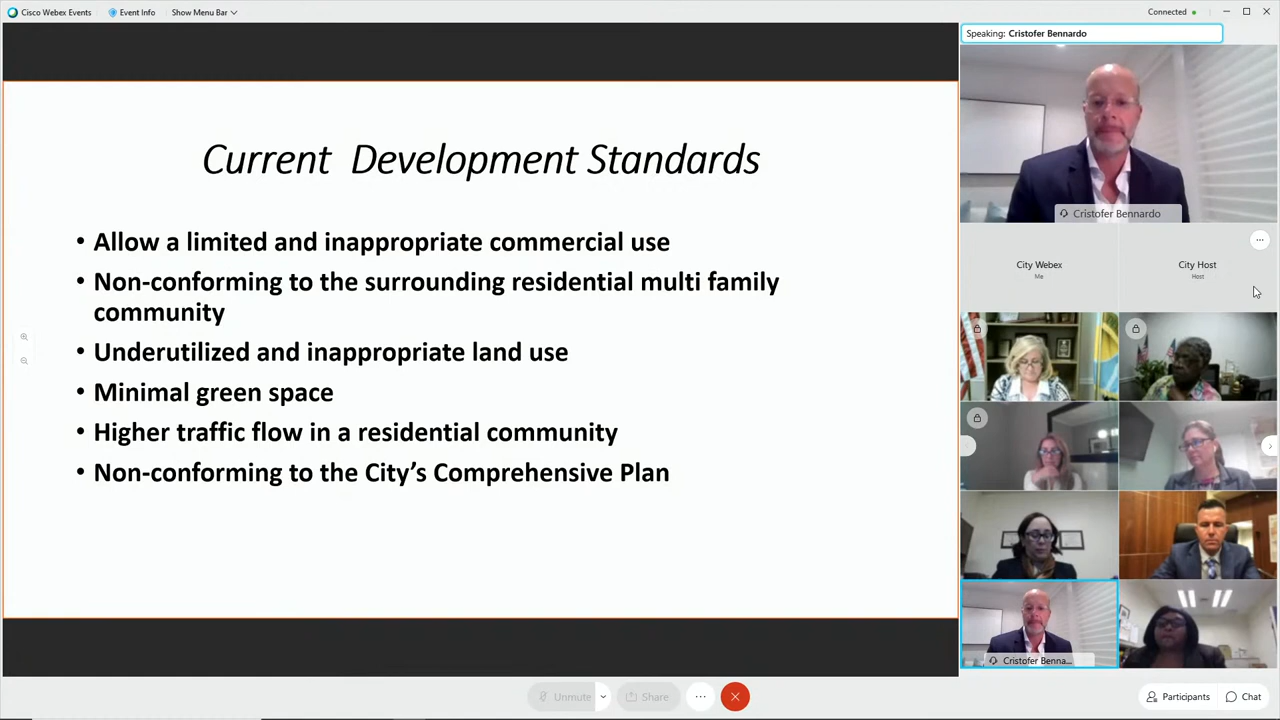 Cisco Webex Events Event Info Show Menu Bar Connected
Speaking: Cristofer Bennardo
Current Development Standards
• Allow a limited and inappropriate commercial use
• Non-conforming to the surrounding residential multi family
community
• Underutilized and inappropriate land use
• Minimal green space
• Higher traffic flow in a residential community
• Non-conforming to the City’s Comprehensive Plan
Cristofer Bennardo
City Webex
Me
City Host
Host
Cristofer Benna...
Unmute Share Participants Chat